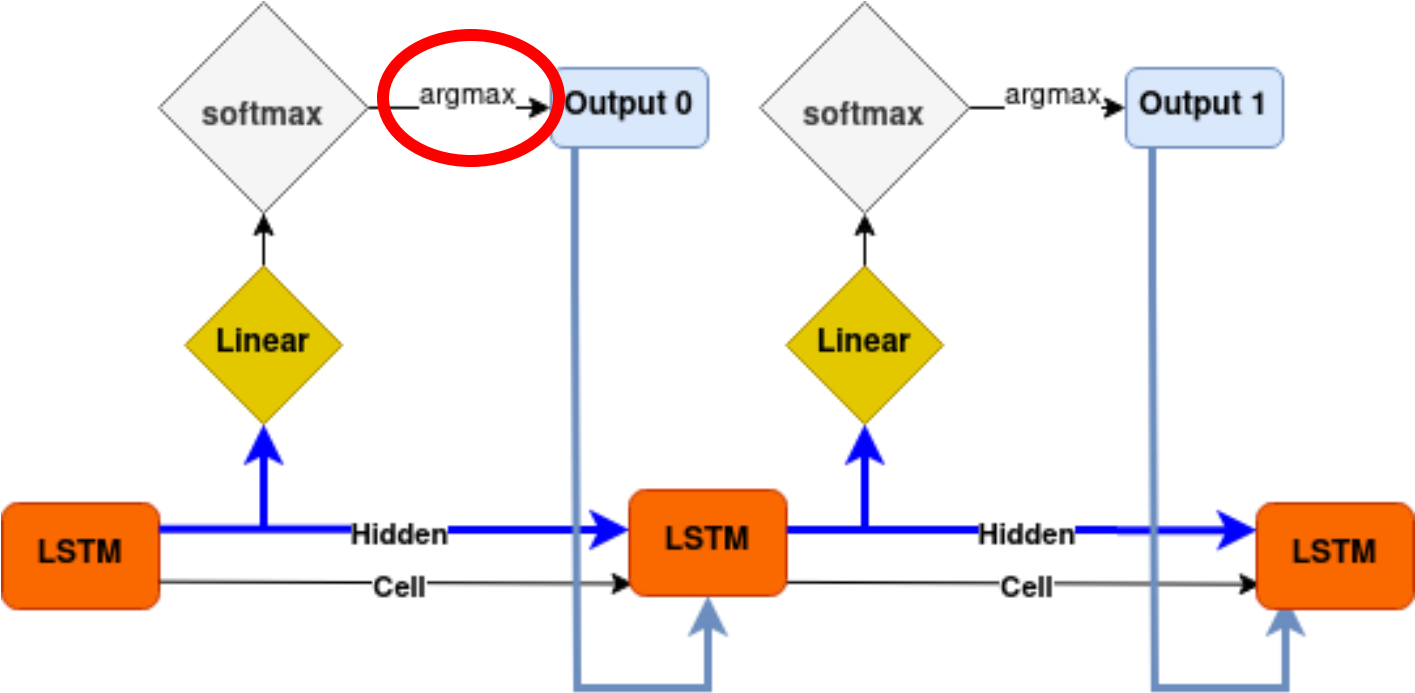 softmax
argmax
Output 0
softmax
argmax
Output 1
Linear
Linear
LSTM
Hidden
Cell
LSTM
Hidden
Cell
LSTM